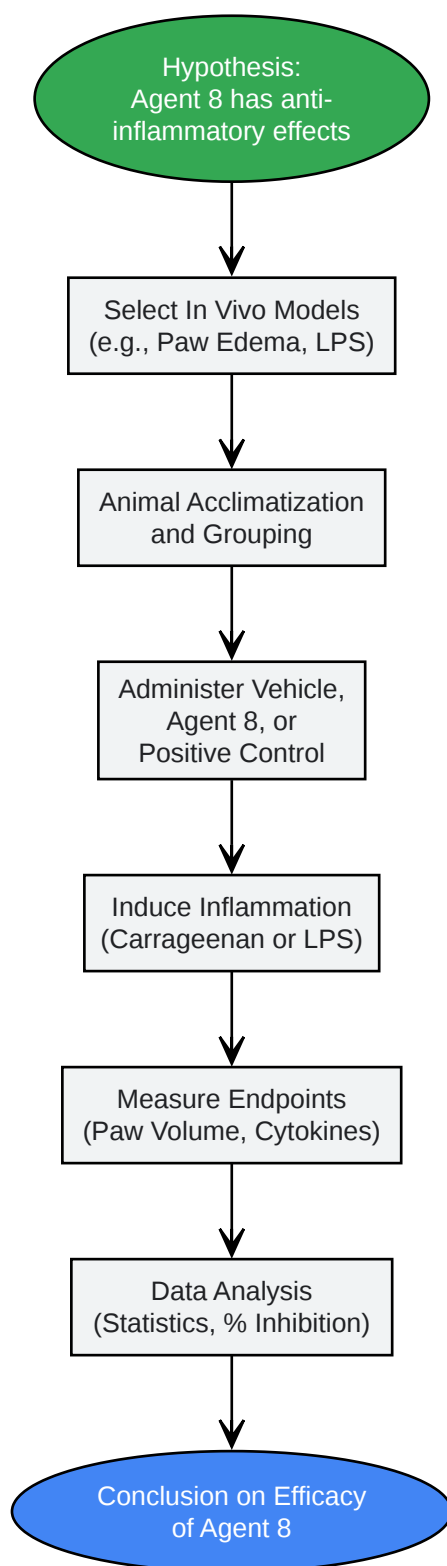 Hypothesis:
Agent 8 has anti-
inflammatory effects
Select In Vivo Models
(e.g., Paw Edema, LPS)
Animal Acclimatization
and Grouping
Administer Vehicle,
Agent 8, or
Positive Control
Induce Inflammation
(Carrageenan or LPS)
Measure Endpoints
(Paw Volume, Cytokines)
Data Analysis
(Statistics, % Inhibition)
Conclusion on Efficacy
of Agent 8